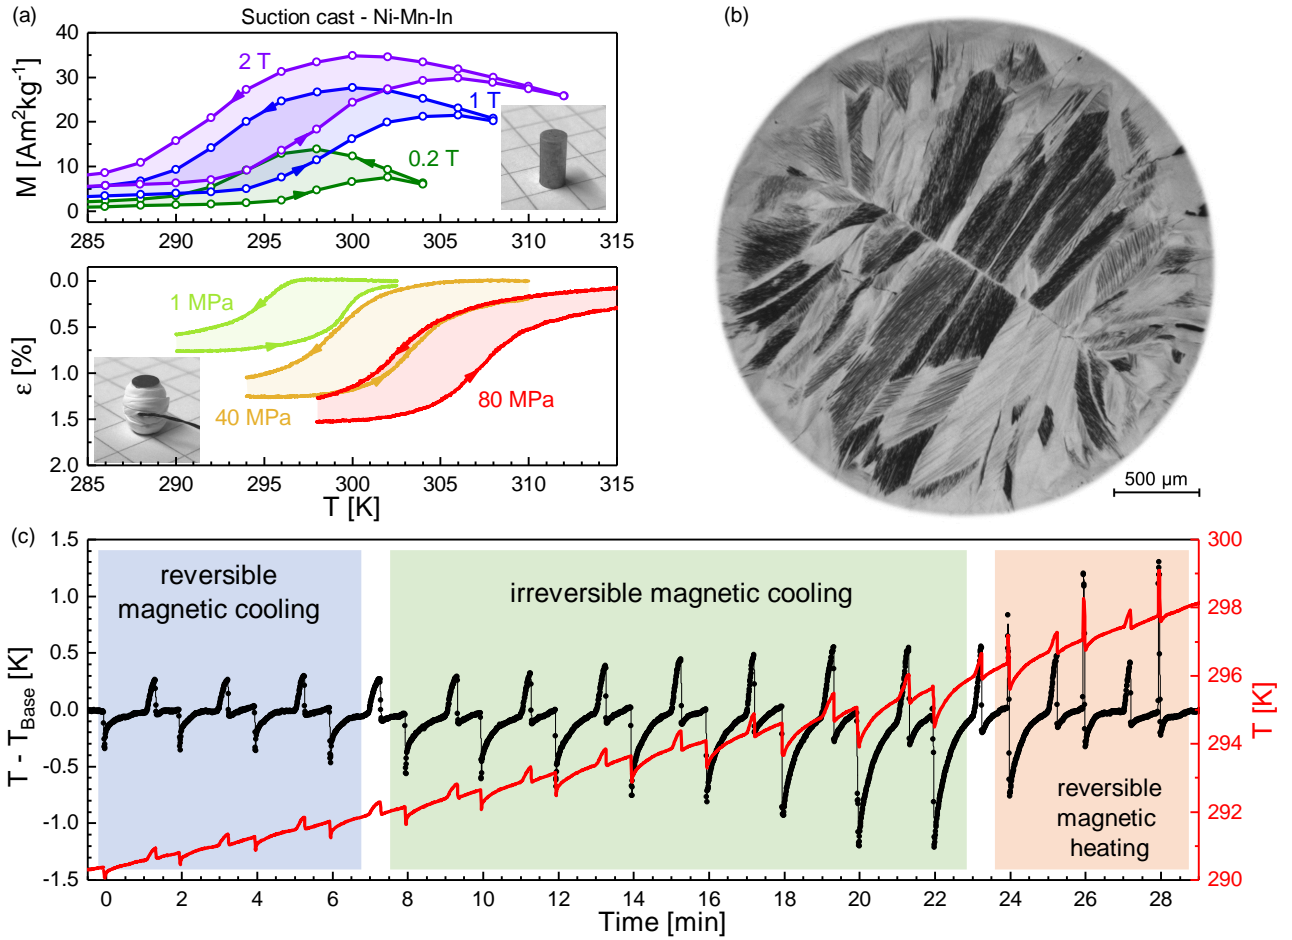 (a)
Suction cast - Ni-Mn-In
40
30
20
10
0
M [Am²kg⁻¹]
2 T
1 T
0.2 T
285 290 295 300 305 310 315
0.0
0.5
1.0
1.5
2.0
ε [%]
1 MPa
40 MPa
80 MPa
285 290 295 300 305 310 315
T [K]
(b)
500 µm
(c)
1.5
1.0
0.5
0.0
-0.5
-1.0
-1.5
T - T_Base [K]
reversible
magnetic cooling
irreversible magnetic cooling
reversible
magnetic
heating
300
298
296
294
292
290
T [K]
0 2 4 6 8 10 12 14 16 18 20 22 24 26 28
Time [min]